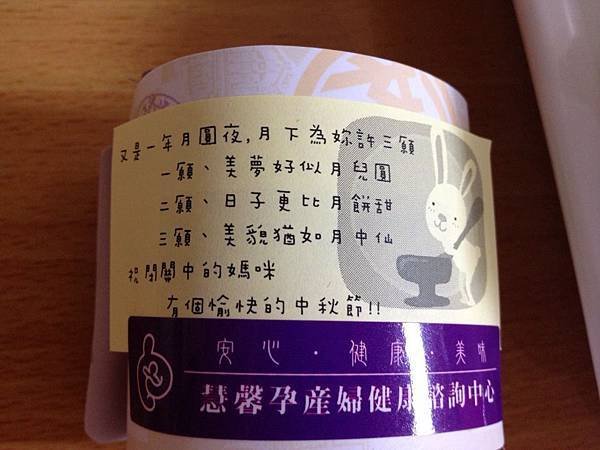 又是一年月圓夜,月下為妳許三願
一願、美夢好似月兒圓
二願、日子更比月餅甜
三願、美貌猶如月中仙
祝閉關中的媽咪
有個愉快的中秋節!!
安心・健康・美味
慧馨孕產婦健康諮詢中心